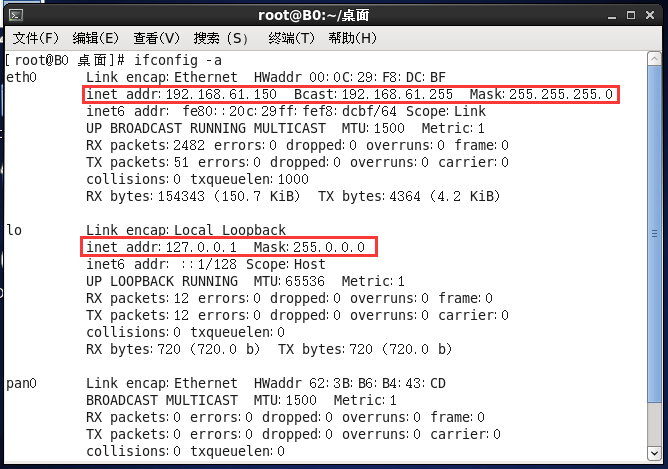 root@B0:~/桌面
文件(F) 编辑(E) 查看(V) 搜索 (S) 终端(T) 帮助(H)
[root@B0 桌面]# ifconfig -a
eth0 Link encap:Ethernet HWaddr 00:0C:29:F8:DC:BF
inet addr:192.168.61.150 Bcast:192.168.61.255 Mask:255.255.255.0
inet6 addr: fe80::20c:29ff:fef8:dcbf/64 Scope:Link
UP BROADCAST RUNNING MULTICAST MTU:1500 Metric:1
RX packets:2482 errors:0 dropped:0 overruns:0 frame:0
TX packets:51 errors:0 dropped:0 overruns:0 carrier:0
collisions:0 txqueuelen:1000
RX bytes:154343 (150.7 KiB) TX bytes:4364 (4.2 KiB)
lo Link encap:Local Loopback
inet addr:127.0.0.1 Mask:255.0.0.0
inet6 addr: ::1/128 Scope:Host
UP LOOPBACK RUNNING MTU:65536 Metric:1
RX packets:12 errors:0 dropped:0 overruns:0 frame:0
TX packets:12 errors:0 dropped:0 overruns:0 carrier:0
collisions:0 txqueuelen:0
RX bytes:720 (720.0 b) TX bytes:720 (720.0 b)
pan0 Link encap:Ethernet HWaddr 62:3B:B6:B4:43:CD
BROADCAST MULTICAST MTU:1500 Metric:1
RX packets:0 errors:0 dropped:0 overruns:0 frame:0
TX packets:0 errors:0 dropped:0 overruns:0 carrier:0
collisions:0 txqueuelen:0